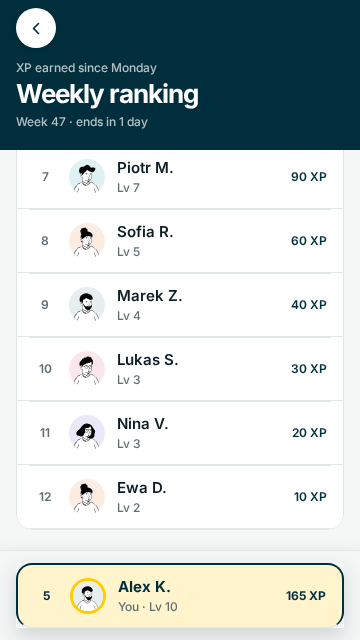 XP earned since Monday
Weekly ranking
Week 47 · ends in 1 day
7 Piotr M. 90 XP
Lv 7
8 Sofia R. 60 XP
Lv 5
9 Marek Z. 40 XP
Lv 4
10 Lukas S. 30 XP
Lv 3
11 Nina V. 20 XP
Lv 3
12 Ewa D. 10 XP
Lv 2
5 Alex K. 165 XP
You · Lv 10